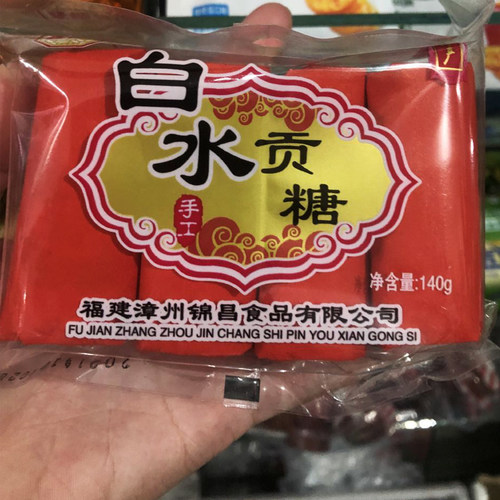 白水贡糖
手工
净含量:140g
福建漳州锦昌食品有限公司
FU JIAN ZHANG ZHOU JIN CHANG SHI PIN YOU XIAN GONG SI